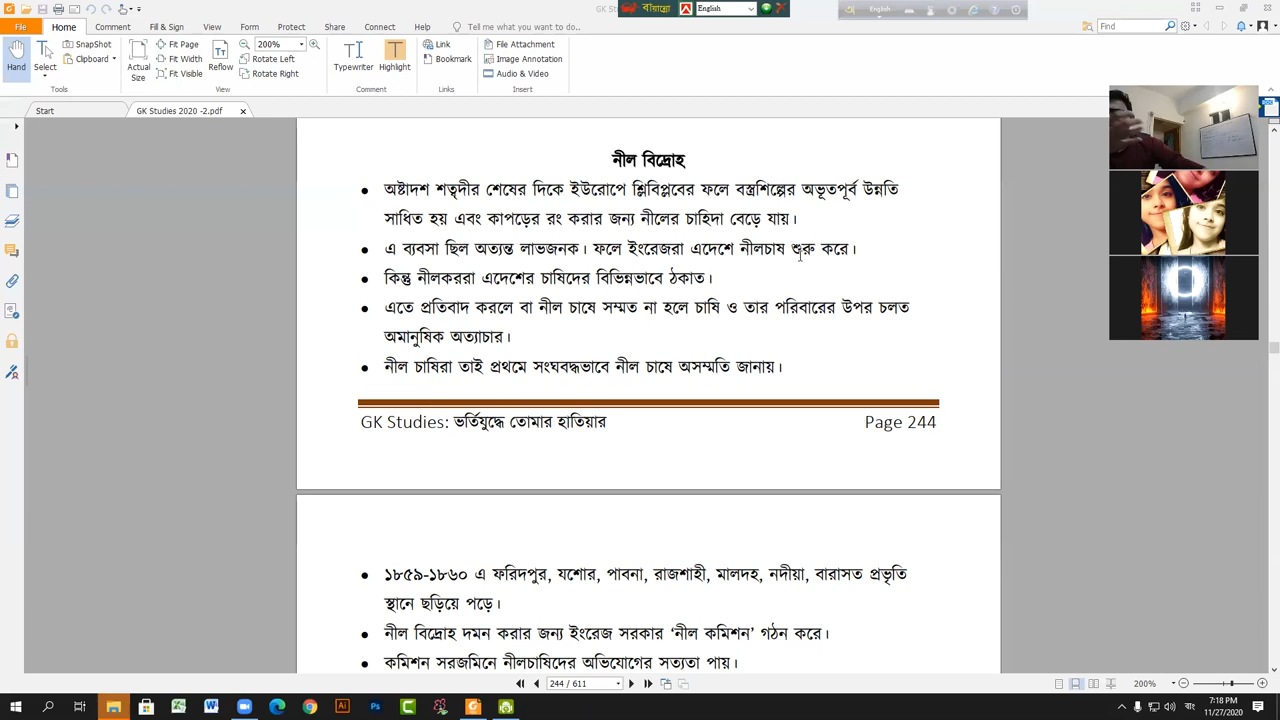 GK S
বায়ান্নো
English
English
File
Home
Comment
View
Form
Protect
Share
Connect
Help
Tell me what you want to do...
Find
Hand
Select
SnapShot
Clipboard
Actual Size
Fit Page
Fit Width
Fit Visible
Reflow
200%
Rotate Left
Rotate Right
Typewriter
Highlight
Link
Bookmark
File Attachment
Image Annotation
Audio & Video
Tools
View
Comment
Links
Insert
Start
GK Studies 2020 -2.pdf
নীল বিদ্রোহ
অষ্টাদশ শতব্দীর শেষের দিকে ইউরোপে শ্লিবিপ্লবের ফলে বস্ত্রশিল্পের অভূতপূর্ব উন্নতি
সাধিত হয় এবং কাপড়ের রং করার জন্য নীলের চাহিদা বেড়ে যায়।
এ ব্যবসা ছিল অত্যন্ত লাভজনক। ফলে ইংরেজরা এদেশে নীলচাষ শুরু করে।
কিন্তু নীলকররা এদেশের চাষিদের বিভিন্নভাবে ঠকাত।
এতে প্রতিবাদ করলে বা নীল চাষে সম্মত না হলে চাষি ও তার পরিবারের উপর চলত
অমানুষিক অত্যাচার।
নীল চাষিরা তাই প্রথমে সংঘবদ্ধভাবে নীল চাষে অসম্মতি জানায়।
GK Studies: ভর্তিযুদ্ধে তোমার হাতিয়ার Page 244
১৮৫৯-১৮৬০ এ ফরিদপুর, যশোর, পাবনা, রাজশাহী, মালদহ, নদীয়া, বারাসত প্রভৃতি
স্থানে ছড়িয়ে পড়ে।
নীল বিদ্রোহ দমন করার জন্য ইংরেজ সরকার ‘নীল কমিশন’ গঠন করে।
কমিশন সরজমিনে নীলচাষিদের অভিযোগের সত্যতা পায়।
244 / 611
200%
বাং
7:18 PM
11/27/2020